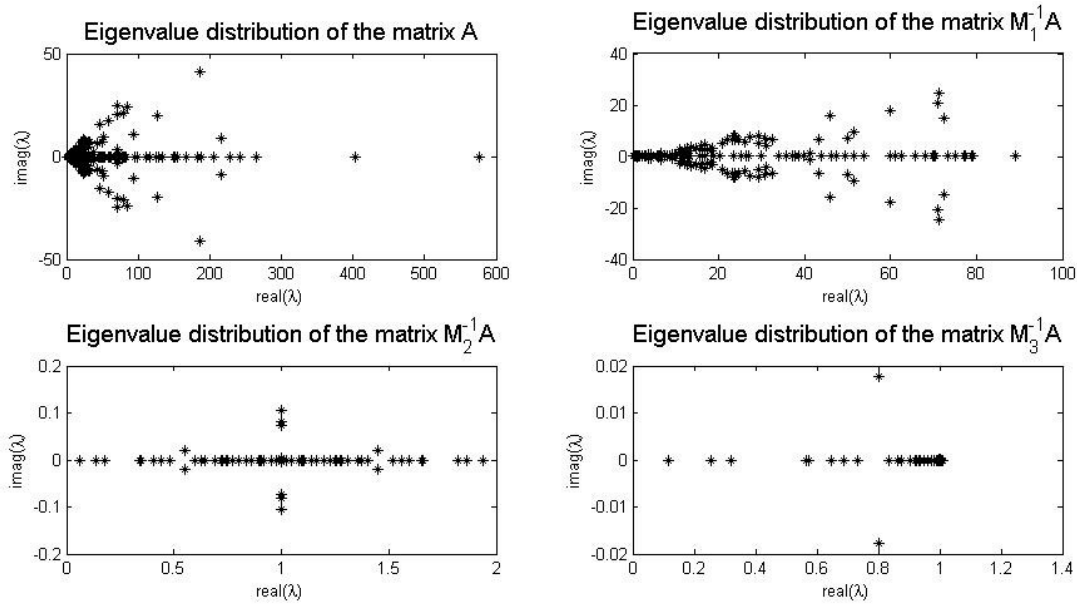 Eigenvalue distribution of the matrix A
50
0
-50
imag(λ)
0 100 200 300 400 500 600
real(λ)
Eigenvalue distribution of the matrix M₁⁻¹A
40
20
0
-20
-40
imag(λ)
0 20 40 60 80 100
real(λ)
Eigenvalue distribution of the matrix M₂⁻¹A
0.2
0.1
0
-0.1
-0.2
imag(λ)
0 0.5 1 1.5 2
real(λ)
Eigenvalue distribution of the matrix M₃⁻¹A
0.02
0.01
0
-0.01
-0.02
imag(λ)
0 0.2 0.4 0.6 0.8 1 1.2 1.4
real(λ)